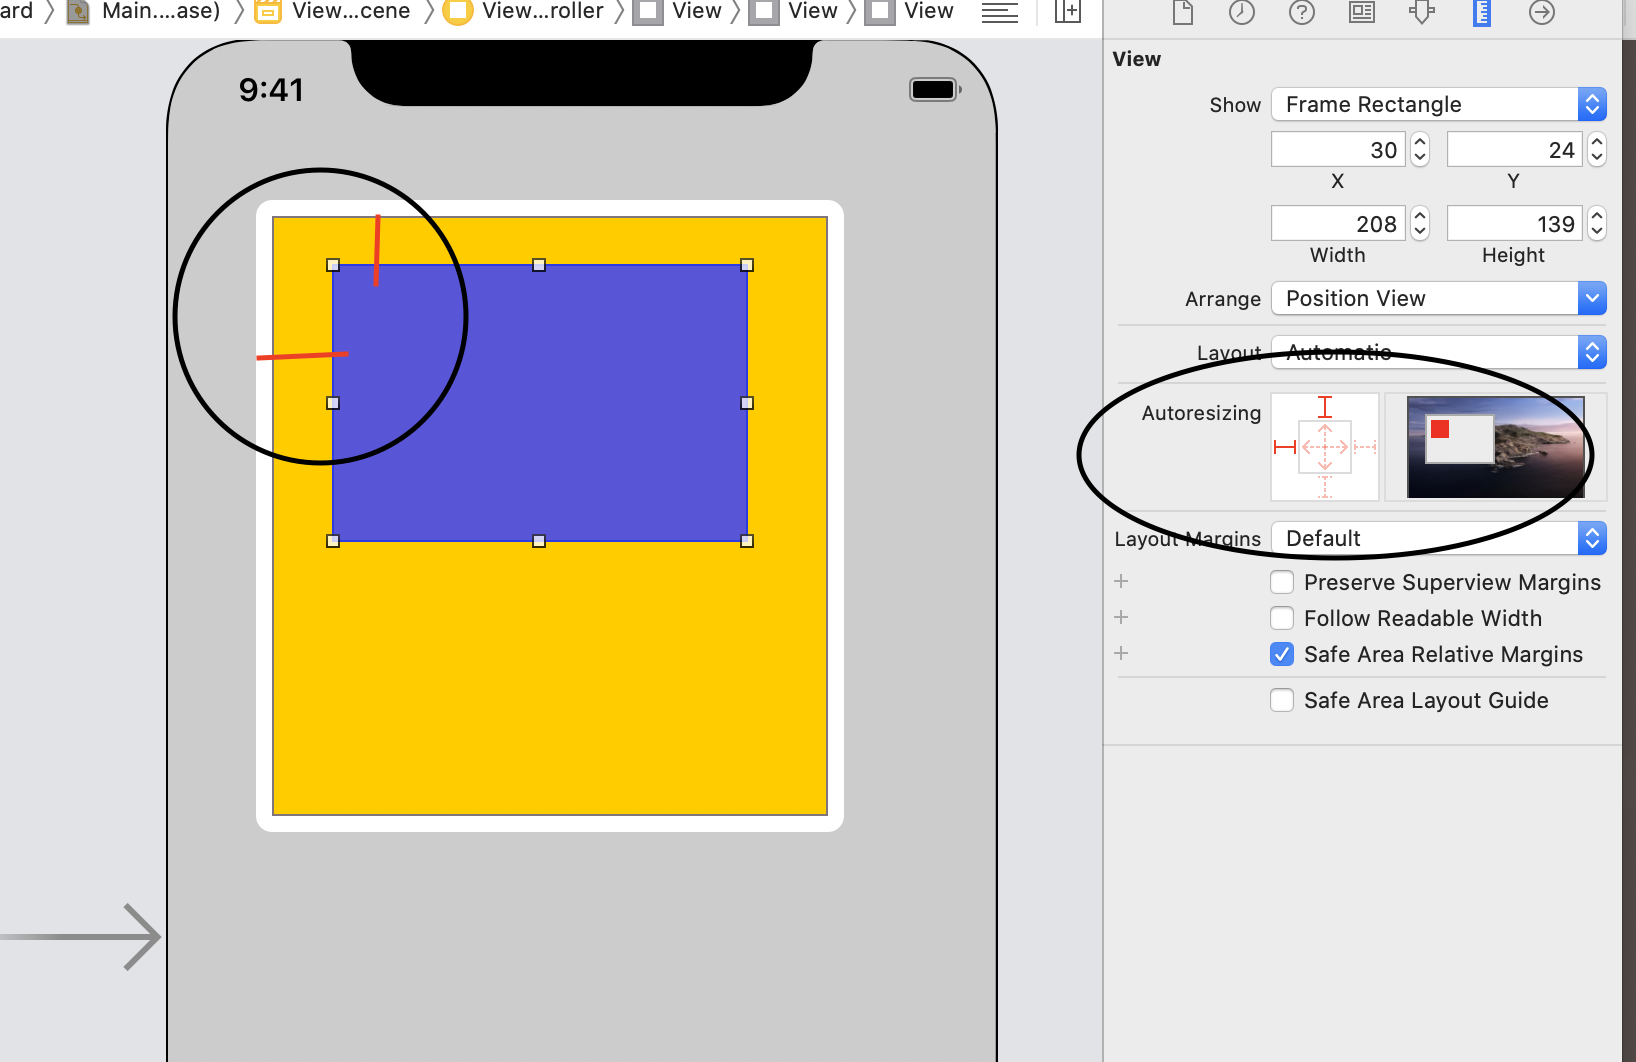 ard Main....ase) View...cene View...roller View View View
9:41
View
Show Frame Rectangle
30 24
X Y
208 139
Width Height
Arrange Position View
Layout Automatic
Autoresizing
Layout Margins Default
Preserve Superview Margins
Follow Readable Width
Safe Area Relative Margins
Safe Area Layout Guide